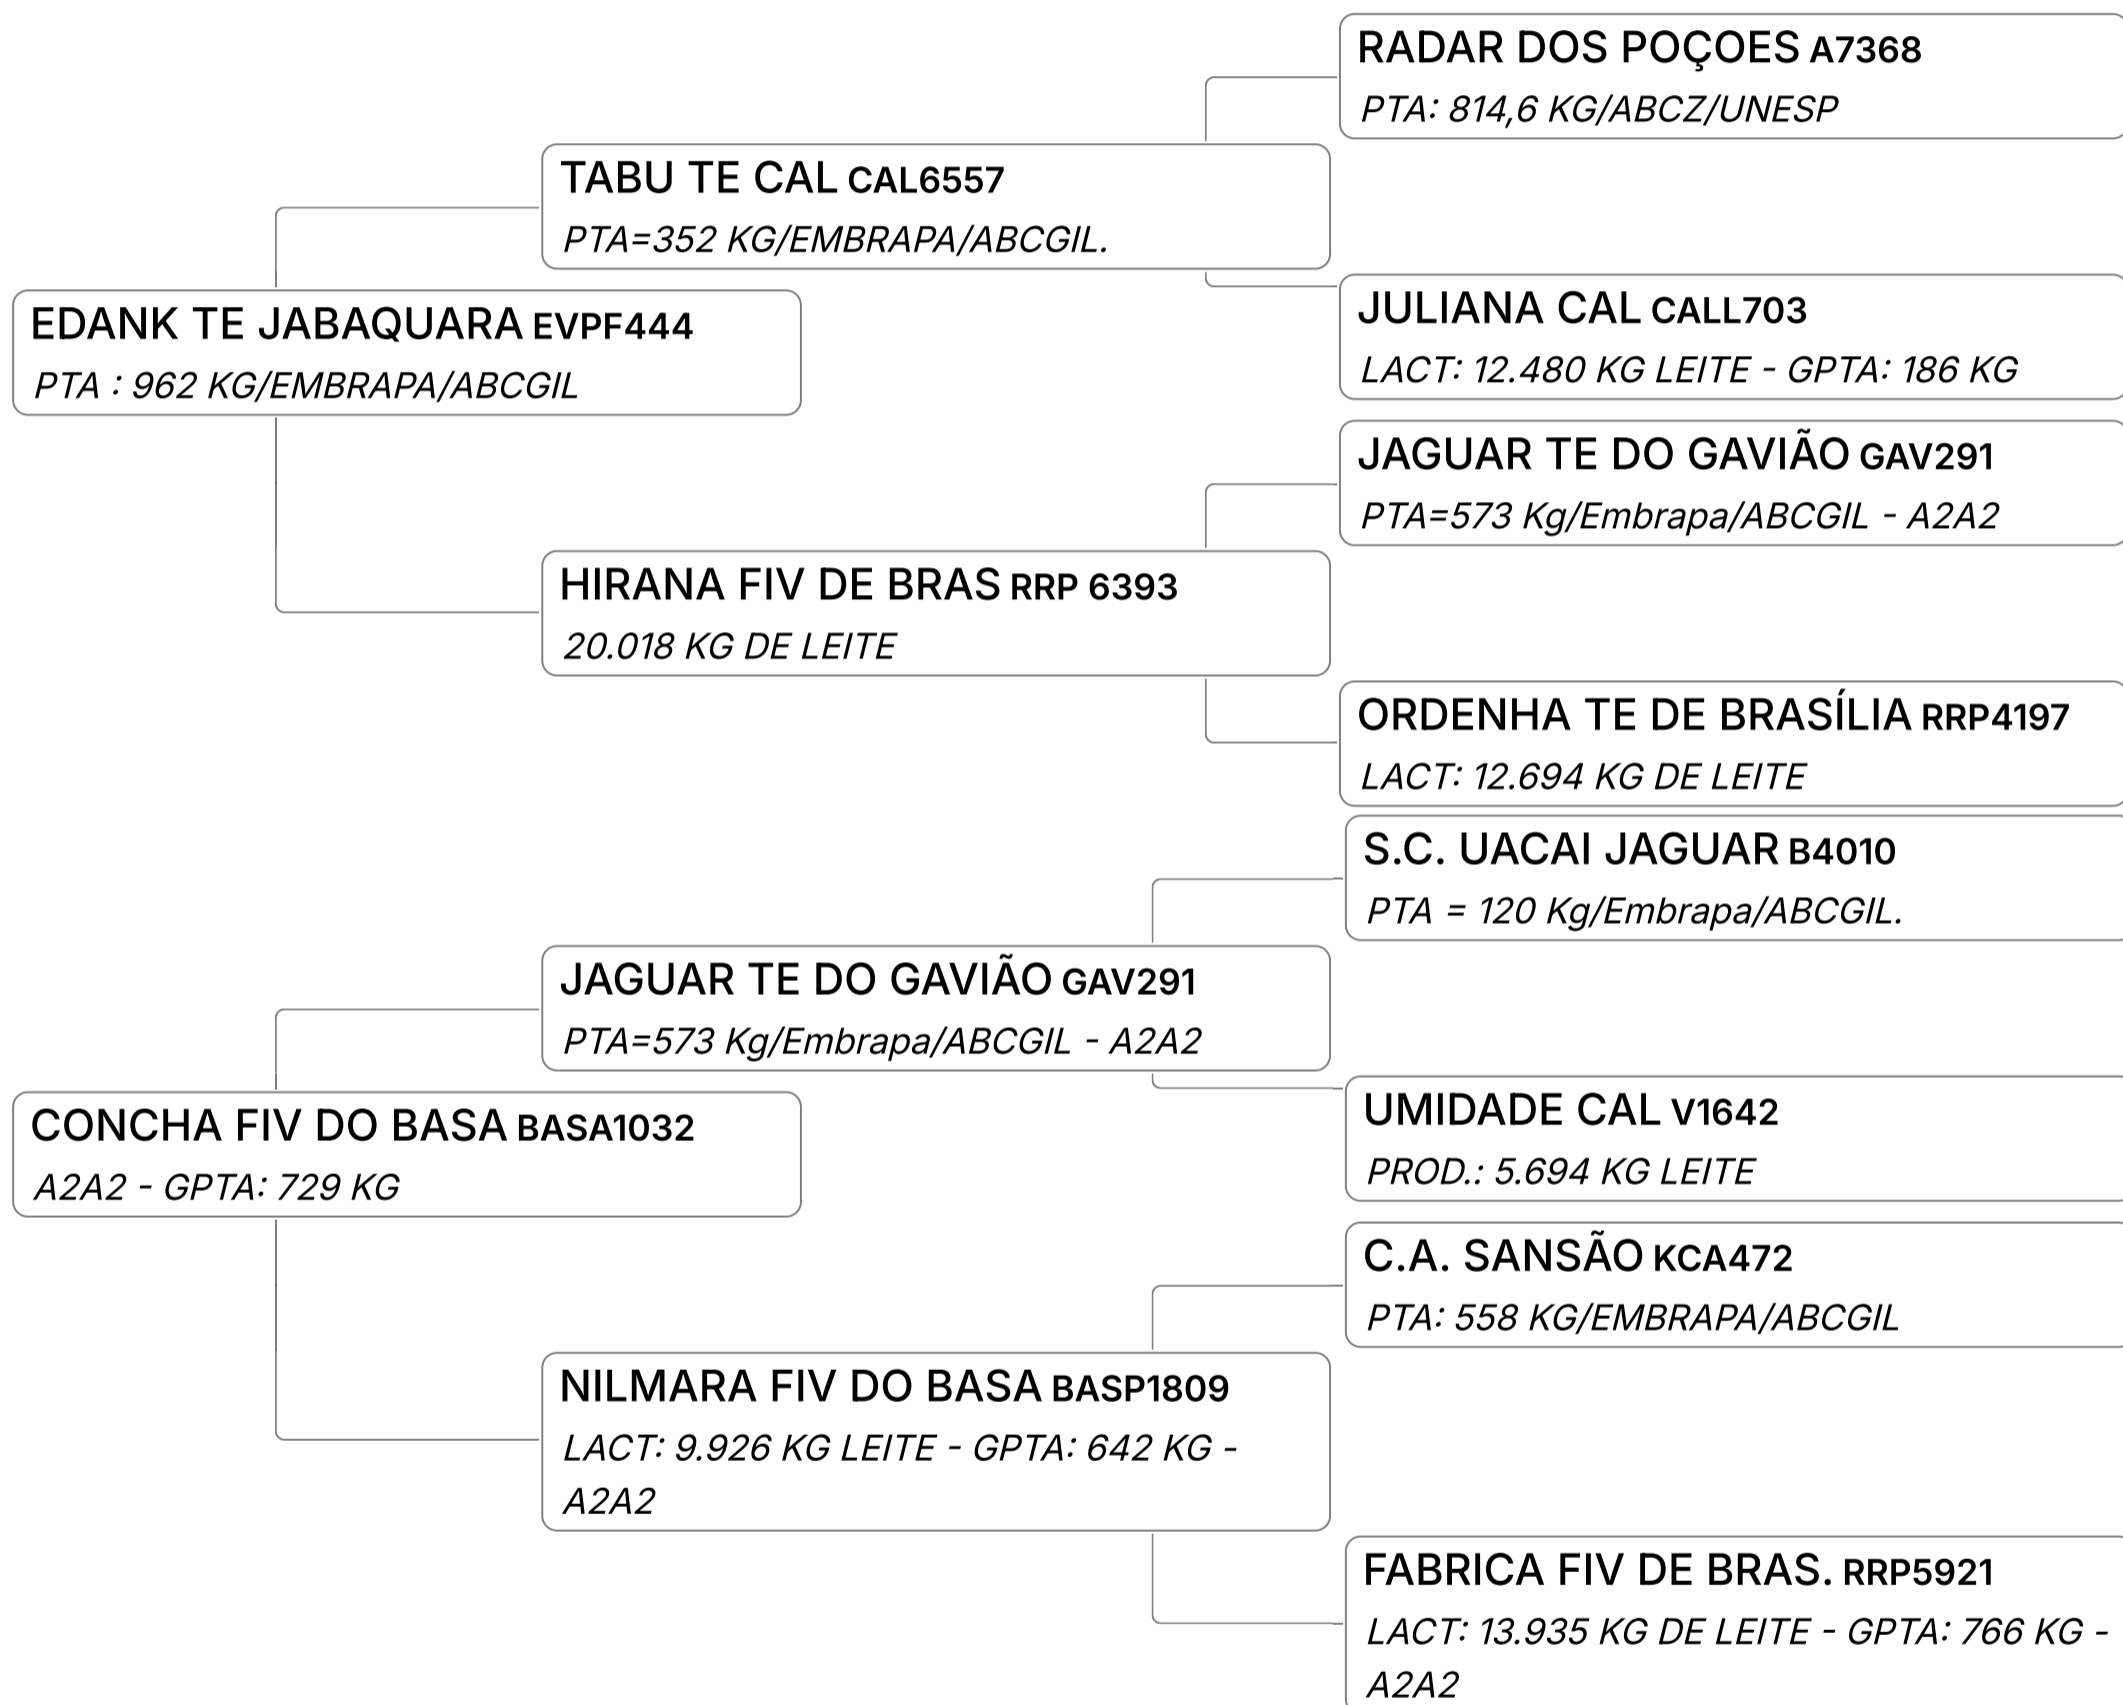 RADAR DOS POÇOES A7368
PTA: 814,6 KG/ABCZ/UNESP
TABU TE CAL CAL6557
PTA=352 KG/EMBRAPA/ABCGIL.
JULIANA CAL CALL703
LACT: 12.480 KG LEITE - GPTA: 186 KG
EDANK TE JABAQUARA EVPF444
PTA : 962 KG/EMBRAPA/ABCGIL
JAGUAR TE DO GAVIÃO GAV291
PTA=573 Kg/Embrapa/ABCGIL - A2A2
HIRANA FIV DE BRAS RRP 6393
20.018 KG DE LEITE
ORDENHA TE DE BRASÍLIA RRP4197
LACT: 12.694 KG DE LEITE
S.C. UACAI JAGUAR B4010
PTA = 120 Kg/Embrapa/ABCGIL.
JAGUAR TE DO GAVIÃO GAV291
PTA=573 Kg/Embrapa/ABCGIL - A2A2
UMIDADE CAL V1642
PROD.: 5.694 KG LEITE
CONCHA FIV DO BASA BASA1032
A2A2 - GPTA: 729 KG
C.A. SANSÃO KCA472
PTA: 558 KG/EMBRAPA/ABCGIL
NILMARA FIV DO BASA BASP1809
LACT: 9.926 KG LEITE - GPTA: 642 KG -
A2A2
FABRICA FIV DE BRAS. RRP5921
LACT: 13.935 KG DE LEITE - GPTA: 766 KG -
A2A2